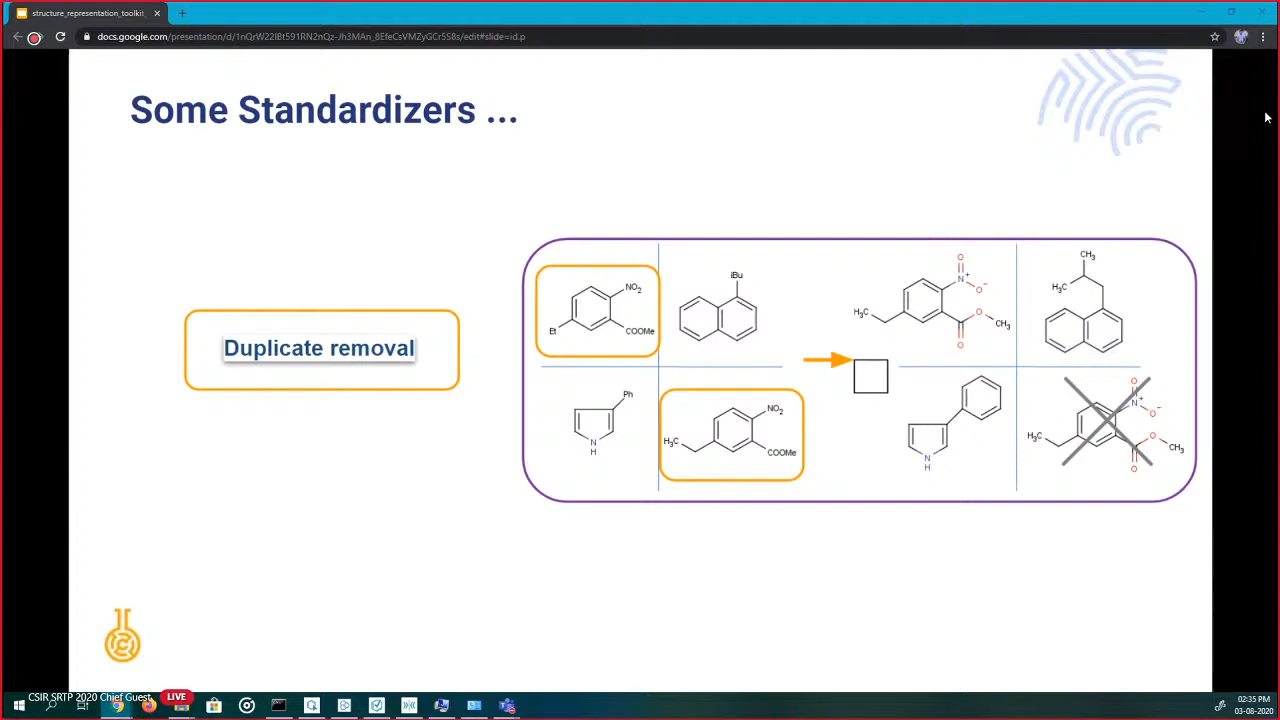 structure_representation_toolkit_
docs.google.com/presentation/d/1nQrW22lBt591RN2nQz-Jh3MAn_8EfeCsVMZyGCr5S8s/edit#slide=id.p
Some Standardizers ...
Duplicate removal
NO2
Et
COOMe
iBu
Ph
N
H
H3C
NO2
COOMe
O
N+
O-
H3C
O
CH3
O
CH3
H3C
N
H
O
N+
O-
H3C
O
CH3
O
CSIR SRTP 2020 Chief Guest
LIVE
02:35 PM
03-08-2020